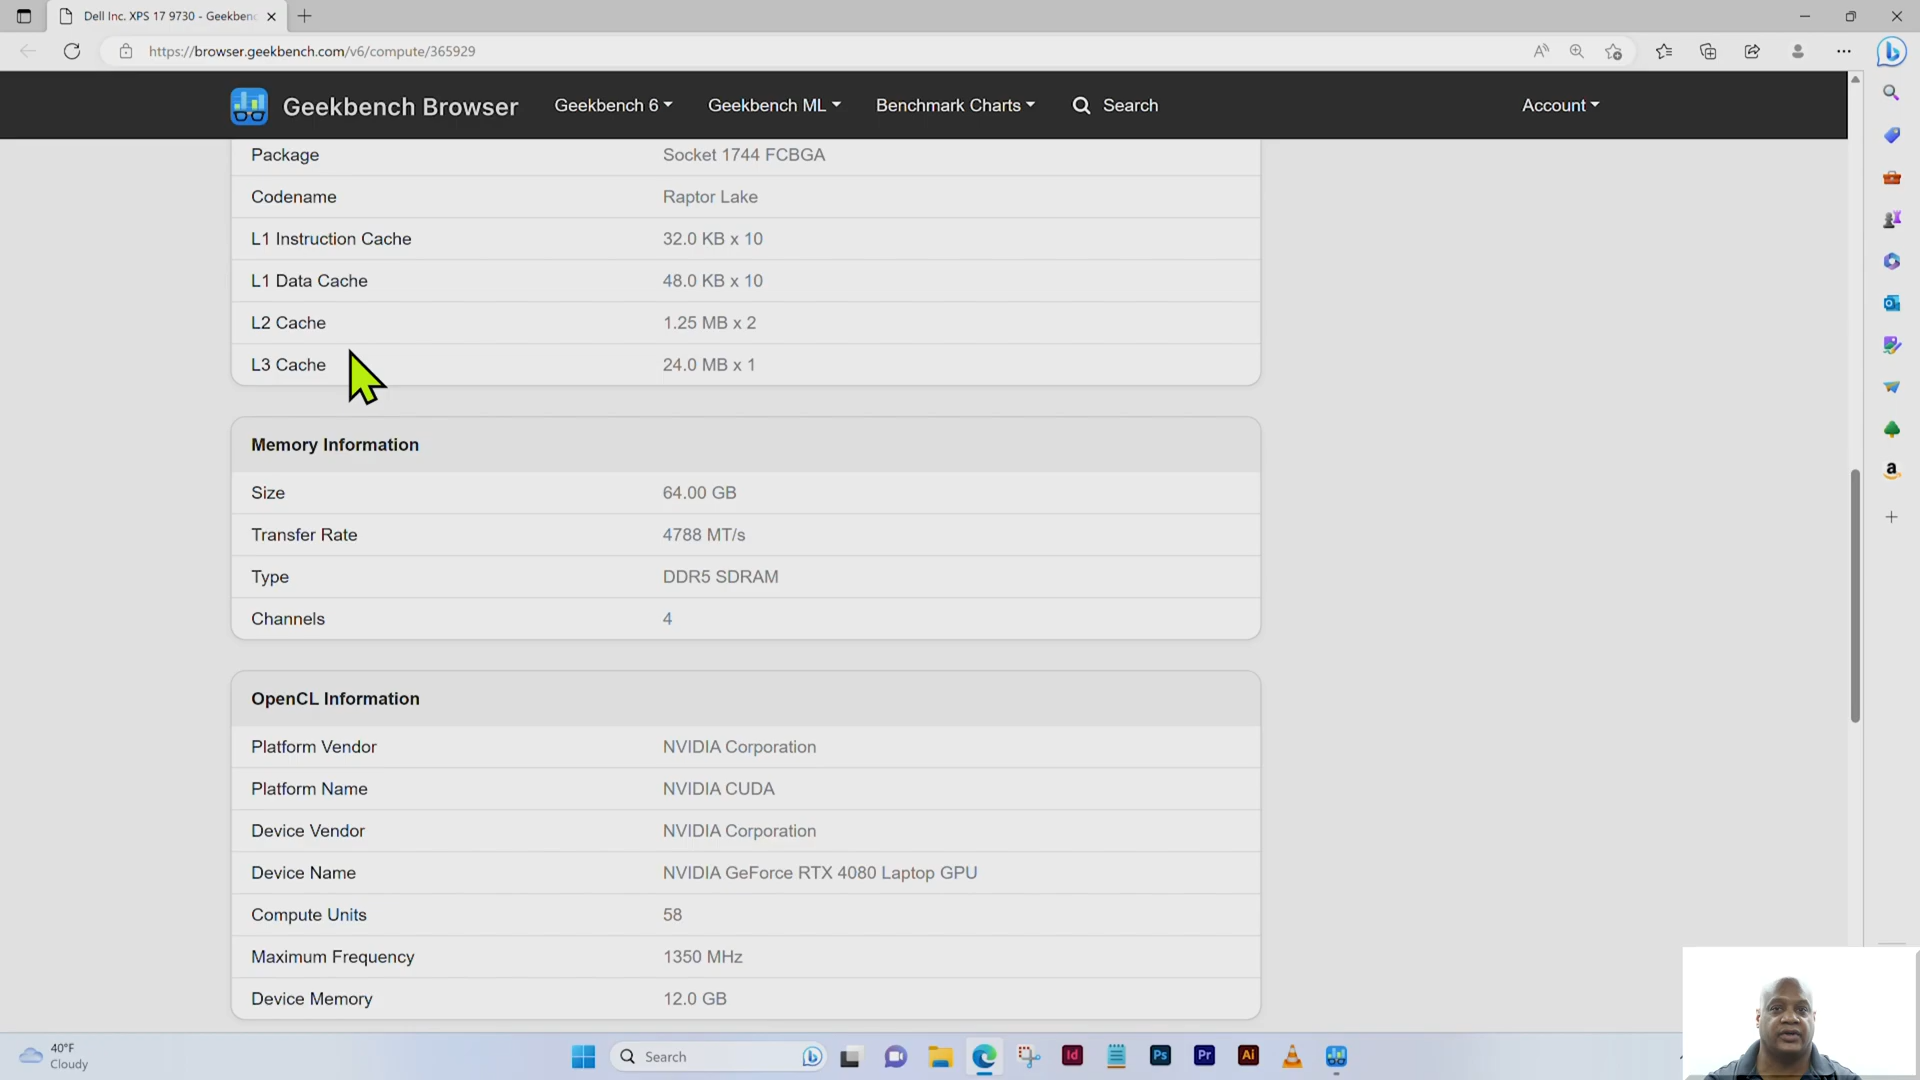 Dell Inc. XPS 17 9730 - Geekben
https://browser.geekbench.com/v6/compute/365929
Geekbench Browser
Geekbench 6
Geekbench ML
Benchmark Charts
Search
Account
Package Socket 1744 FCBGA
Codename Raptor Lake
L1 Instruction Cache 32.0 KB x 10
L1 Data Cache 48.0 KB x 10
L2 Cache 1.25 MB x 2
L3 Cache 24.0 MB x 1
Memory Information
Size 64.00 GB
Transfer Rate 4788 MT/s
Type DDR5 SDRAM
Channels 4
OpenCL Information
Platform Vendor NVIDIA Corporation
Platform Name NVIDIA CUDA
Device Vendor NVIDIA Corporation
Device Name NVIDIA GeForce RTX 4080 Laptop GPU
Compute Units 58
Maximum Frequency 1350 MHz
Device Memory 12.0 GB
40°F
Cloudy
Search
Id
Ps
Pr
Ai